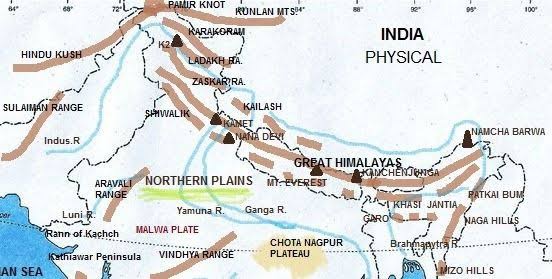 64°
68°
72°
PAMIR KNOT
KUNLAN MTS.
84°
88°
92°
96°
100°
KARAKORAM
K2
INDIA
PHYSICAL
HINDU KUSH
LADAKH RA.
ZASKAR RA.
SULAIMAN RANGE
SHIWALIK
KAILASH
KAMET
NANA DEVI
NAMCHA BARWA
Indus.R
GREAT HIMALAYAS
KANCHENJUNGA
ARAVALI
RANGE
NORTHERN PLAINS
MT. EVEREST
PATKAI BUM
KHASI JANTIA
Luni R.
Yamuna R.
Ganga R.
GARO
NAGA HILLS
Rann of Kachch
MALWA PLATE
Brahmapytra R.
Kathiawar Peninsula
VINDHYA RANGE
CHOTA NAGPUR
PLATEAU
AN SEA
MIZO HILLS